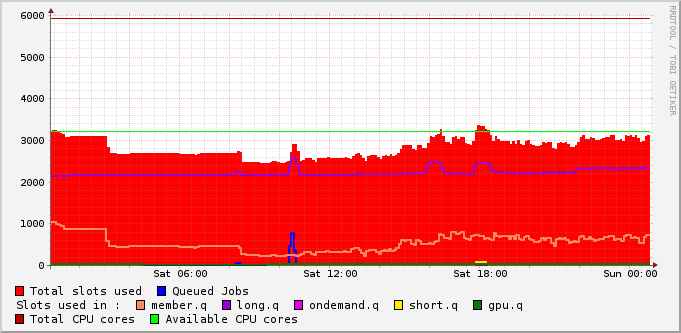 6000
5000
4000
3000
2000
1000
0
Sat 06:00 Sat 12:00 Sat 18:00 Sun 00:00
Total slots used Queued Jobs
Slots used in : member.q long.q ondemand.q short.q gpu.q
Total CPU cores Available CPU cores
RRDTOOL / TOBI OETIKER